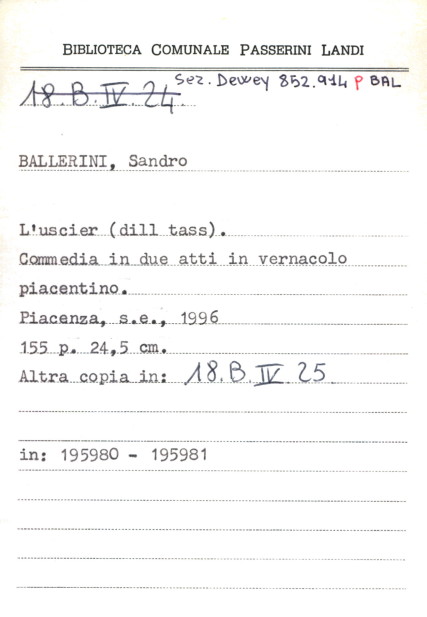 BIBLIOTECA COMUNALE PASSERINI LANDI
Sez. Dewey 852.914 P BAL
18.B.IV.24.
BALLERINI, Sandro
L'uscier (dill tass).
Commedia in due atti in vernacolo
piacentino.
Piacenza, s.e., 1996
155 p. 24,5 cm.
Altra copia in: 18.B.IV.25
in: 195980 - 195981